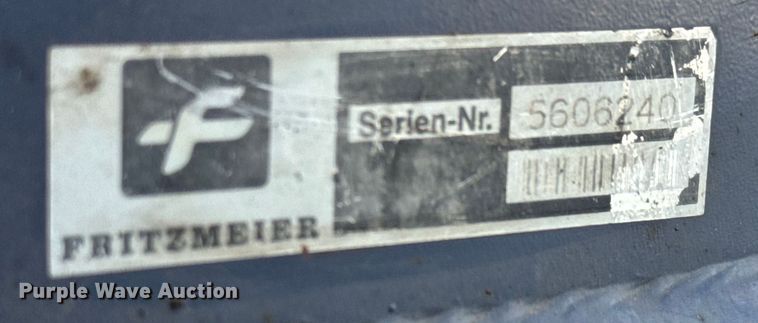 Serien-Nr. 5606240
FRITZMEIER
Purple Wave Auction